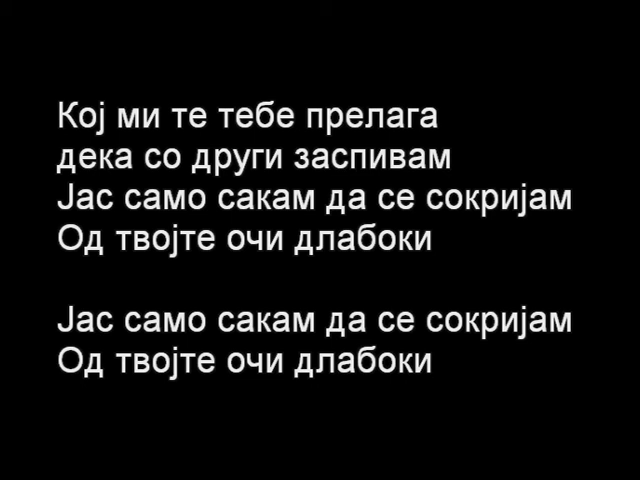 Кој ми те тебе прелага
дека со други заспивам
Јас само сакам да се сокријам
Од твојте очи длабоки
Јас само сакам да се сокријам
Од твојте очи длабоки